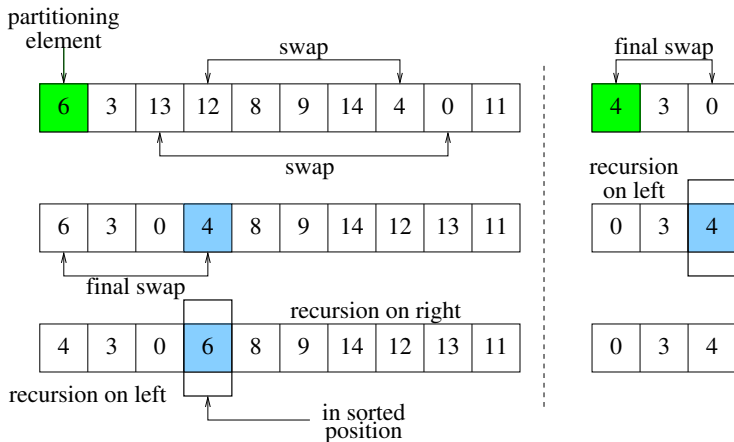 partitioning
element
swap
6 3 13 12 8 9 14 4 0 11
swap
6 3 0 4 8 9 14 12 13 11
final swap
recursion on right
4 3 0 6 8 9 14 12 13 11
recursion on left
in sorted
position
final swap
4 3 0
recursion
on left
0 3 4
0 3 4